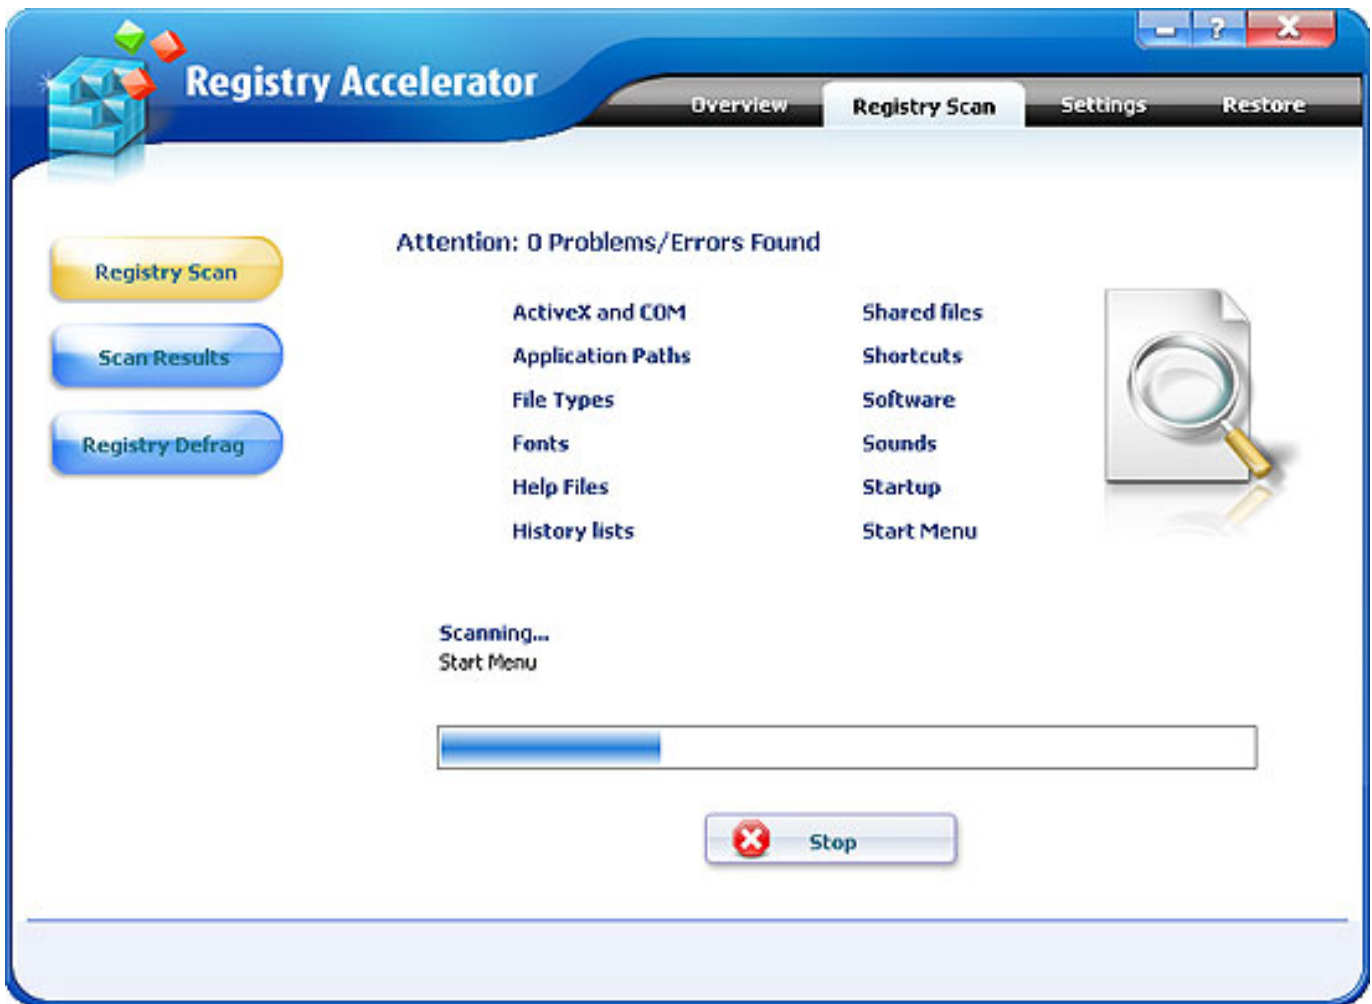 Registry Accelerator
?
Overview
Registry Scan
Settings
Restore
Registry Scan
Scan Results
Registry Defrag
Attention: 0 Problems/Errors Found
ActiveX and COM
Shared files
Application Paths
Shortcuts
File Types
Software
Fonts
Sounds
Help Files
Startup
History lists
Start Menu
Scanning...
Start Menu
Stop